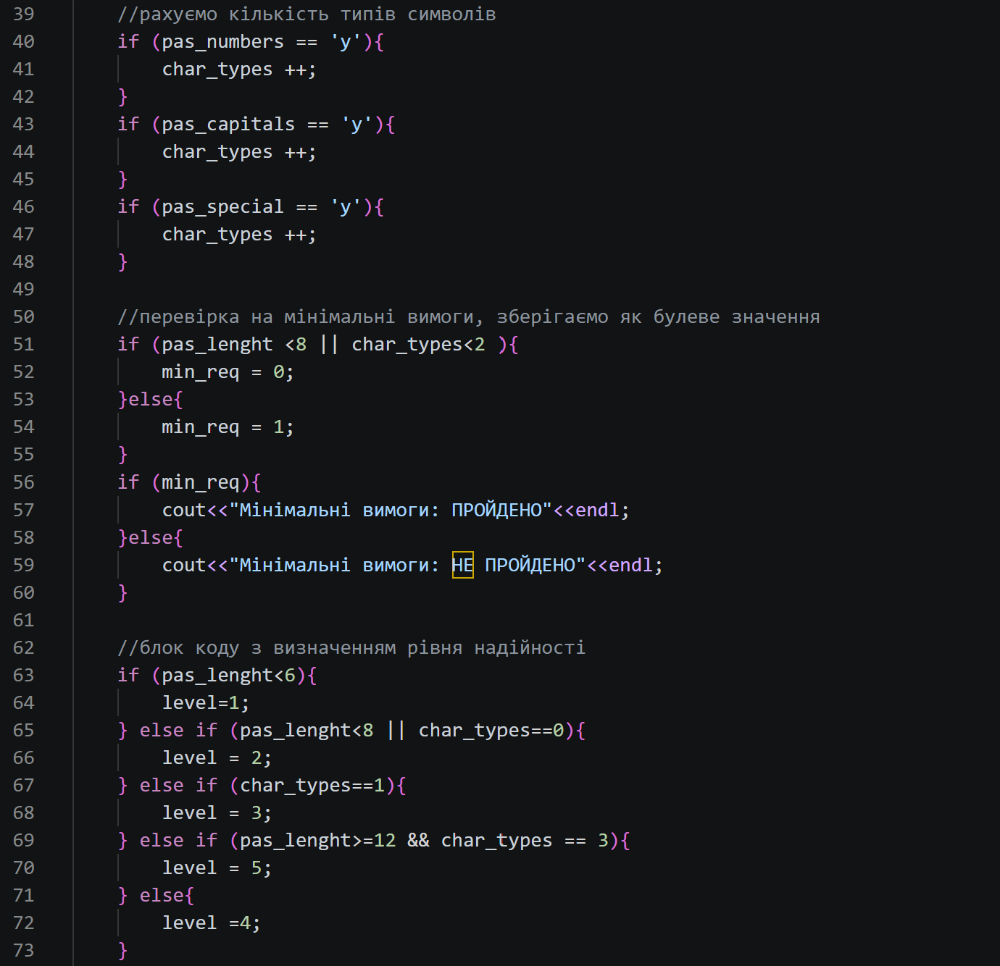 39 //рахуємо кількість типів символів
40 if (pas_numbers == 'y'){
41 char_types ++;
42 }
43 if (pas_capitals == 'y'){
44 char_types ++;
45 }
46 if (pas_special == 'y'){
47 char_types ++;
48 }
49
50 //перевірка на мінімальні вимоги, зберігаємо як булеве значення
51 if (pas_lenght <8 || char_types<2 ){
52 min_req = 0;
53 }else{
54 min_req = 1;
55 }
56 if (min_req){
57 cout<<"Мінімальні вимоги: ПРОЙДЕНО"<<endl;
58 }else{
59 cout<<"Мінімальні вимоги: НЕ ПРОЙДЕНО"<<endl;
60 }
61
62 //блок коду з визначенням рівня надійності
63 if (pas_lenght<6){
64 level=1;
65 } else if (pas_lenght<8 || char_types==0){
66 level = 2;
67 } else if (char_types==1){
68 level = 3;
69 } else if (pas_lenght>=12 && char_types == 3){
70 level = 5;
71 } else{
72 level =4;
73 }